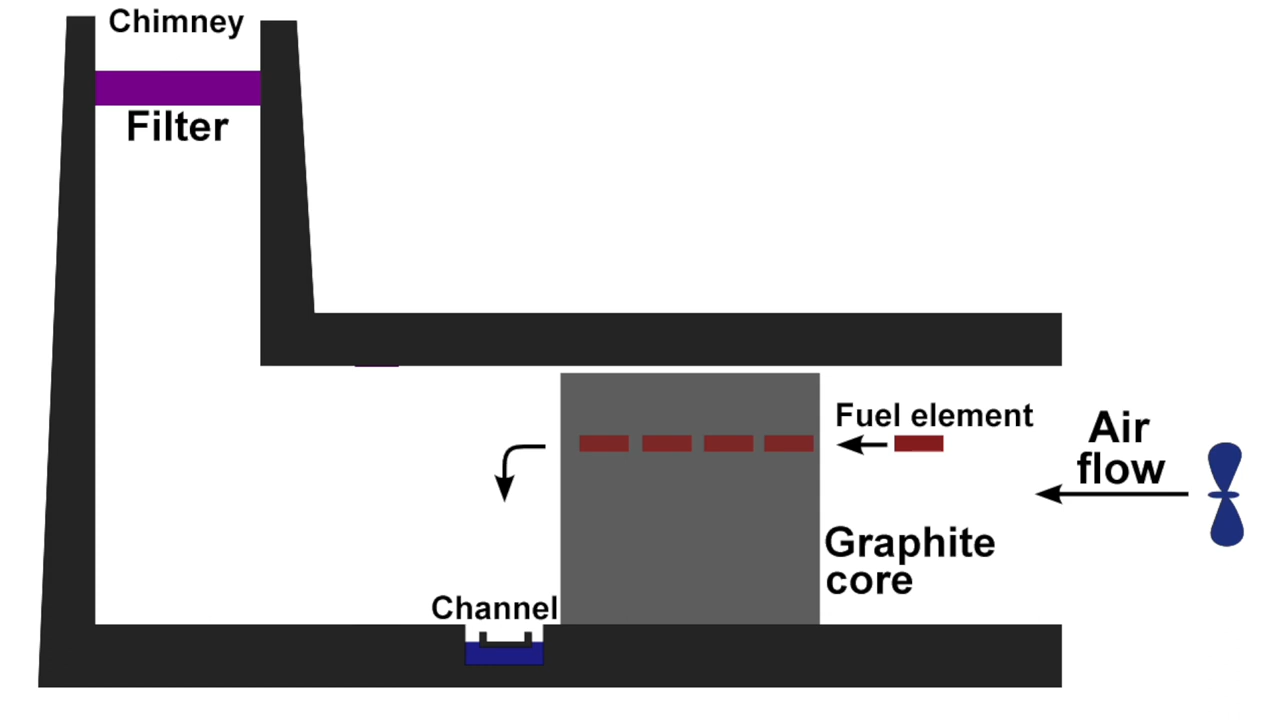 Chimney
Filter
Fuel element
Air
flow
Graphite
core
Channel